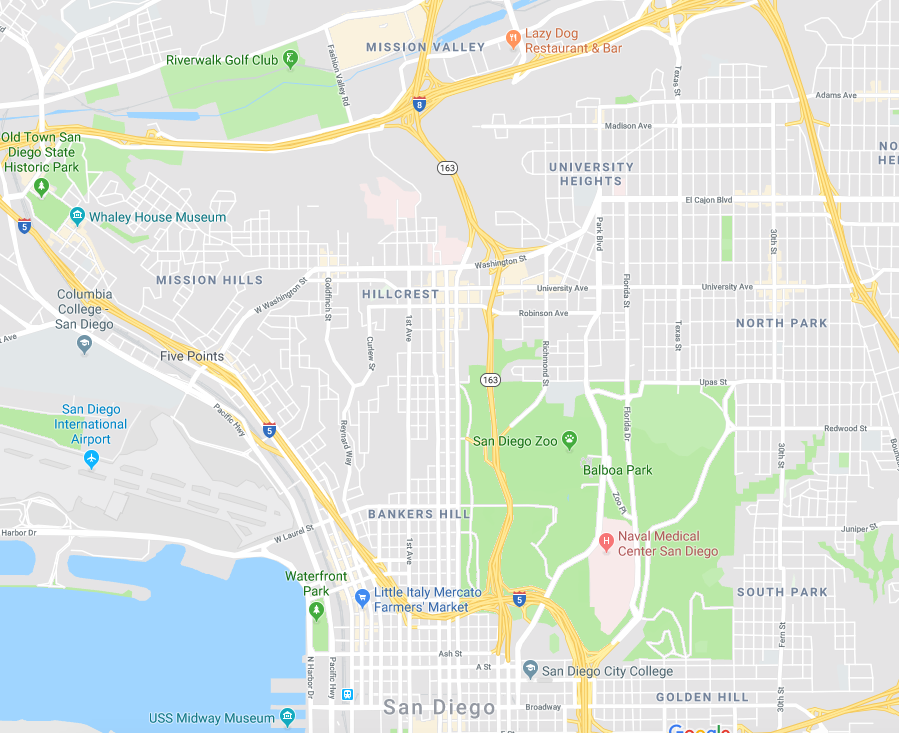 MISSION VALLEY
Lazy Dog
Restaurant & Bar
Riverwalk Golf Club
Fashion Valley Rd
Texas St
8
Adams Ave
Madison Ave
Old Town San
Diego State
Historic Park
NO
HE
163
UNIVERSITY
HEIGHTS
El Cajon Blvd
5
Whaley House Museum
Park Blvd
30th St
Washington St
MISSION HILLS
W Washington St
Goldfinch St
HILLCREST
University Ave
Florida St
University Ave
Columbia
College -
San Diego
Robinson Ave
1st Ave
Texas St
NORTH PARK
t Ave
Curlew St
Five Points
Richmond St
163
Upas St
San Diego
International
Airport
Pacific Hwy
5
Reynard Way
Florida Dr
Redwood St
San Diego Zoo
Balboa Park
30th St
Boundary
Zoo Pl
BANKERS HILL
Harbor Dr
W Laurel St
1st Ave
Naval Medical
Center San Diego
Juniper St
Waterfront
Park
Little Italy Mercato
Farmers' Market
5
SOUTH PARK
Fern St
Ash St
A St
San Diego City College
N Harbor Dr
Pacific Hwy
GOLDEN HILL
30th St
San Diego
Broadway
USS Midway Museum
Google